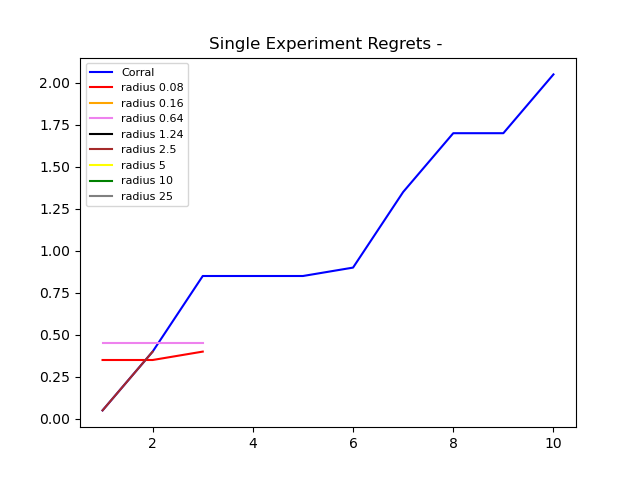 Single Experiment Regrets -
Corral
radius 0.08
radius 0.16
radius 0.64
radius 1.24
radius 2.5
radius 5
radius 10
radius 25
2.00
1.75
1.50
1.25
1.00
0.75
0.50
0.25
0.00
2 4 6 8 10